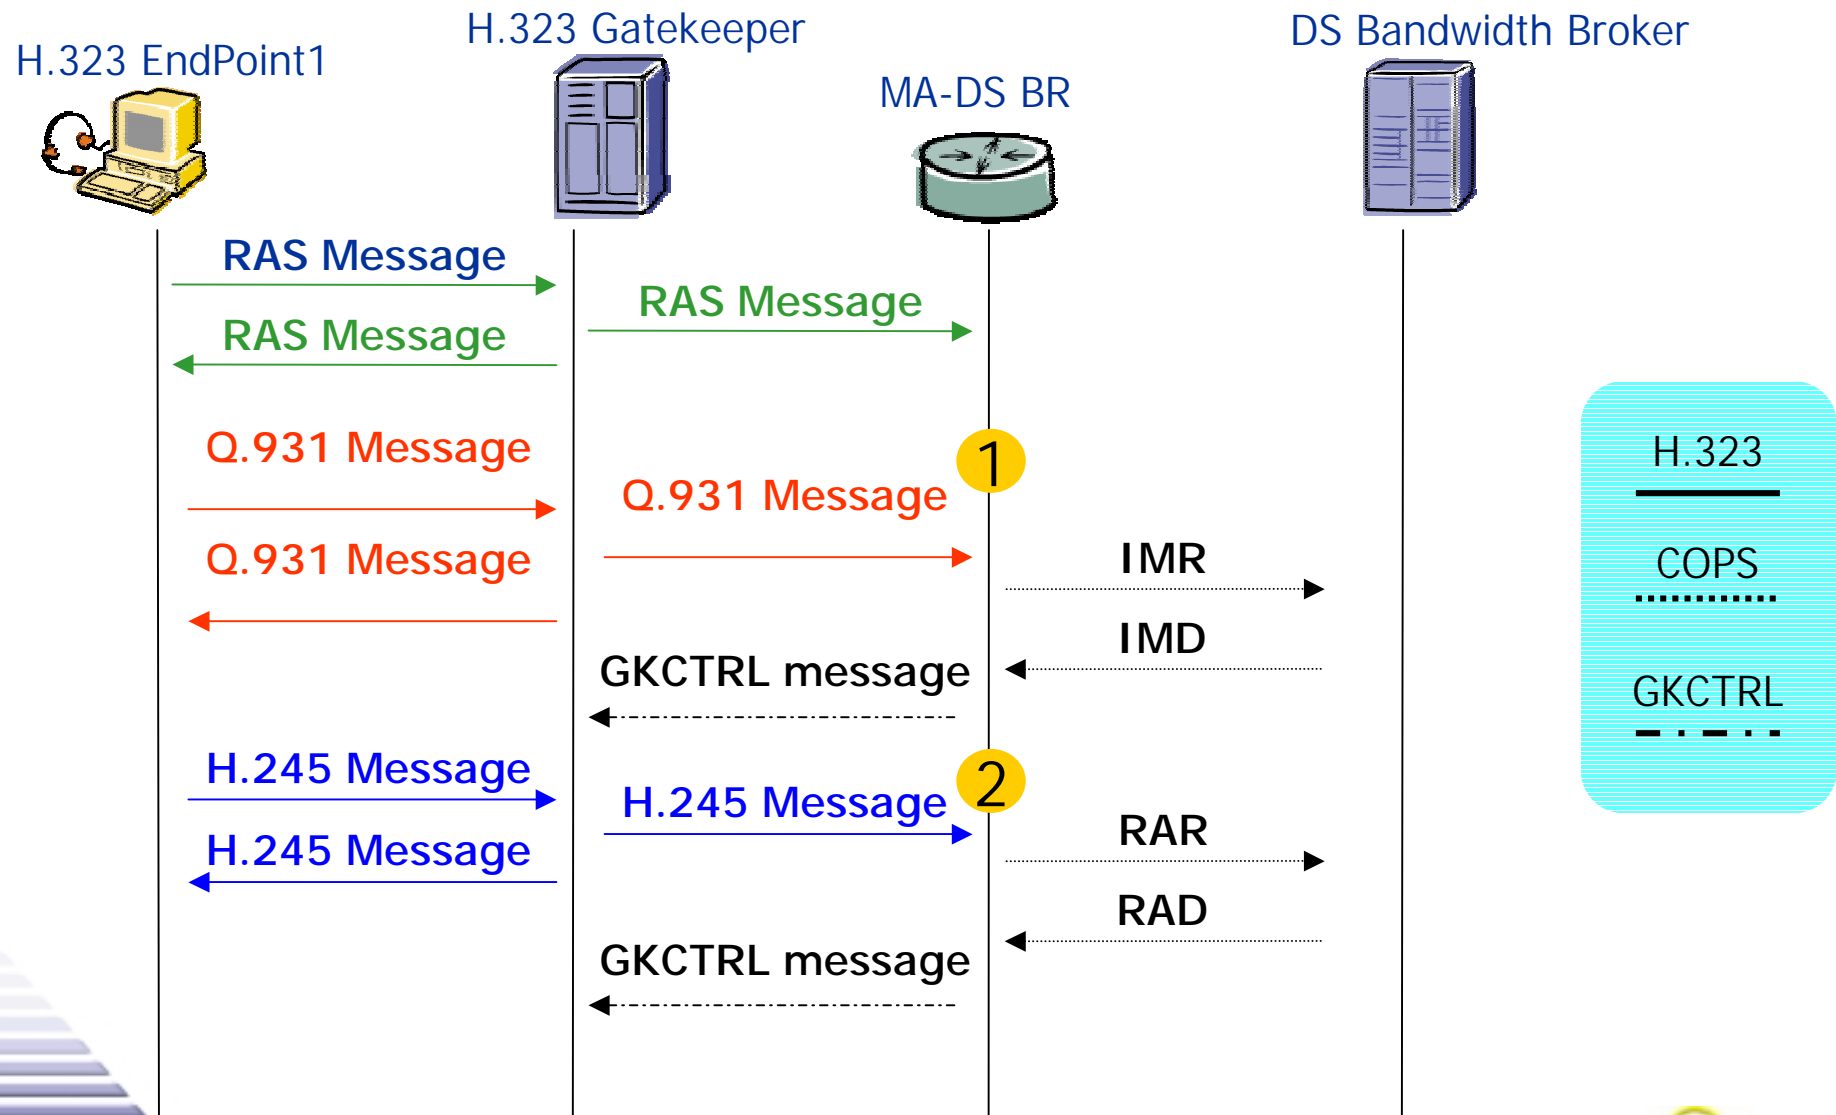 H.323 EndPoint1
H.323 Gatekeeper
MA-DS BR
DS Bandwidth Broker
RAS Message
RAS Message
RAS Message
Q.931 Message
1
Q.931 Message
Q.931 Message
IMR
IMD
GKCTRL message
H.245 Message
2
H.245 Message
H.245 Message
RAR
RAD
GKCTRL message
H.323
COPS
GKCTRL